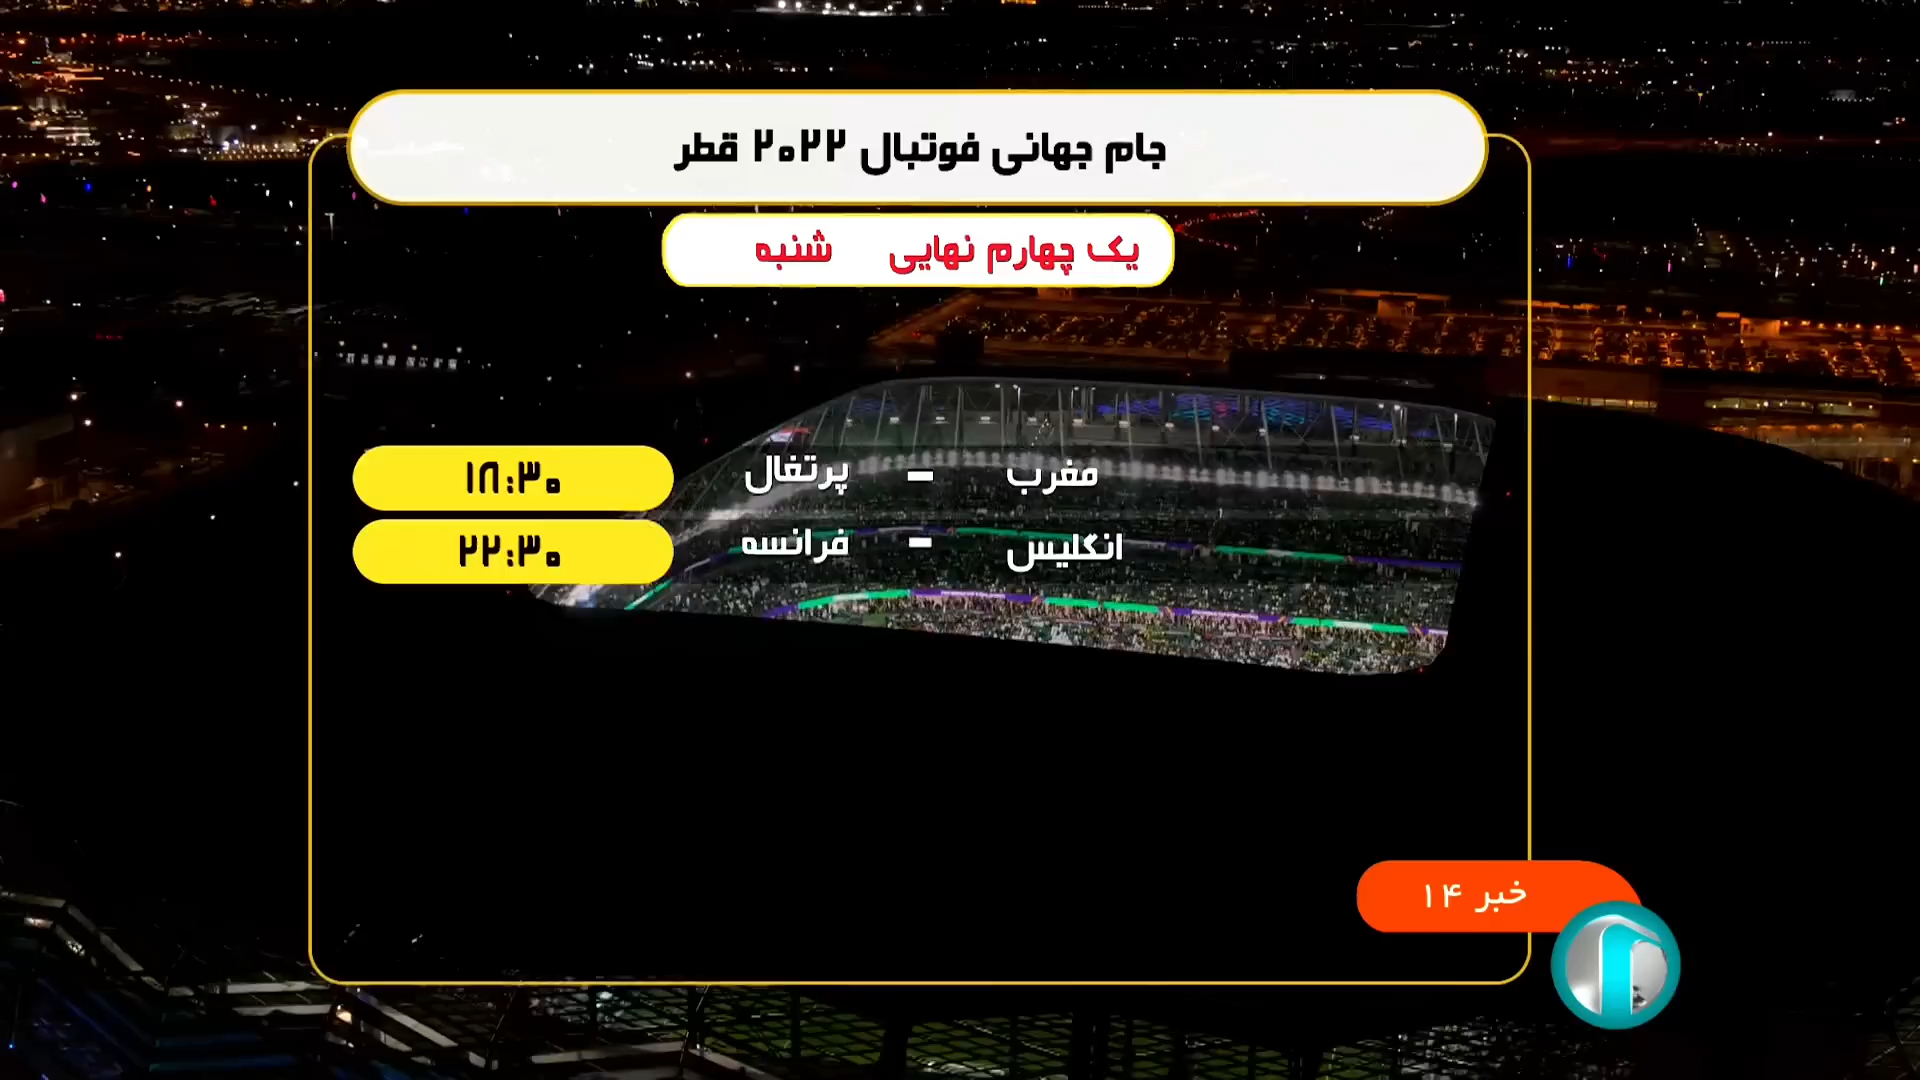 جام جهانی فوتبال ۲۰۲۲ قطر
یک چهارم نهایی شنبه
مغرب - پرتغال ۱۸:۳۰
انگلیس - فرانسه ۲۲:۳۰
خبر ۱۴